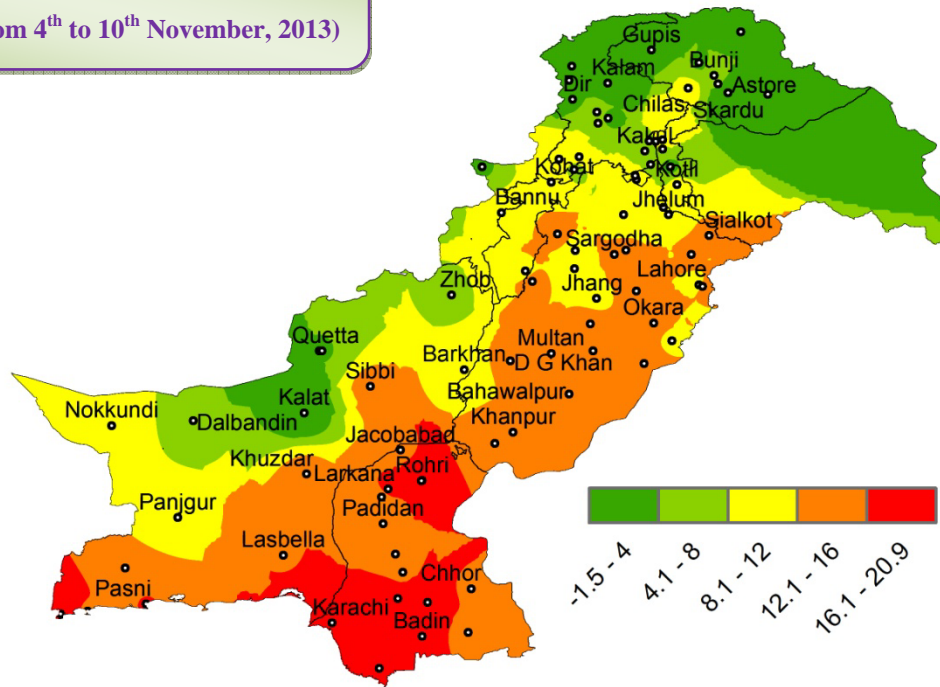 om 4th to 10th November, 2013)
Gupis
Bunji
Kalam
Dir
Astore
Chilas
Skardu
Kakul
Kohat
Kotli
Bannu
Jhelum
Sialkot
Sargodha
Lahore
Zhob
Jhang
Okara
Quetta
Multan
Barkhan
D G Khan
Sibbi
Bahawalpur
Kalat
Nokkundi
Dalbandin
Khanpur
Jacobabad
Khuzdar
Rohri
Larkana
Panjgur
Padidan
Lasbella
Pasni
Chhor
Karachi
Badin
-1.5 - 4
4.1 - 8
8.1 - 12
12.1 - 16
16.1 - 20.9